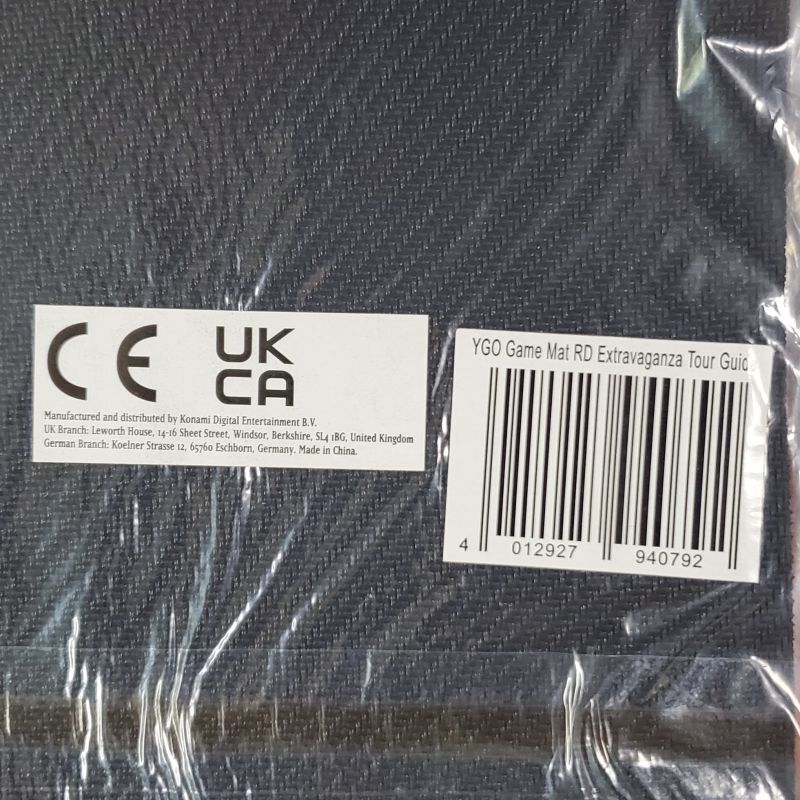 CE
UK
CA
Manufactured and distributed by Konami Digital Entertainment B.V.
UK Branch: Leworth House, 14-16 Sheet Street, Windsor, Berkshire, SL4 1BG, United Kingdom
German Branch: Koelner Strasse 12, 65760 Eschborn, Germany. Made in China.
YGO Game Mat RD Extravaganza Tour Guid
4 012927 940792